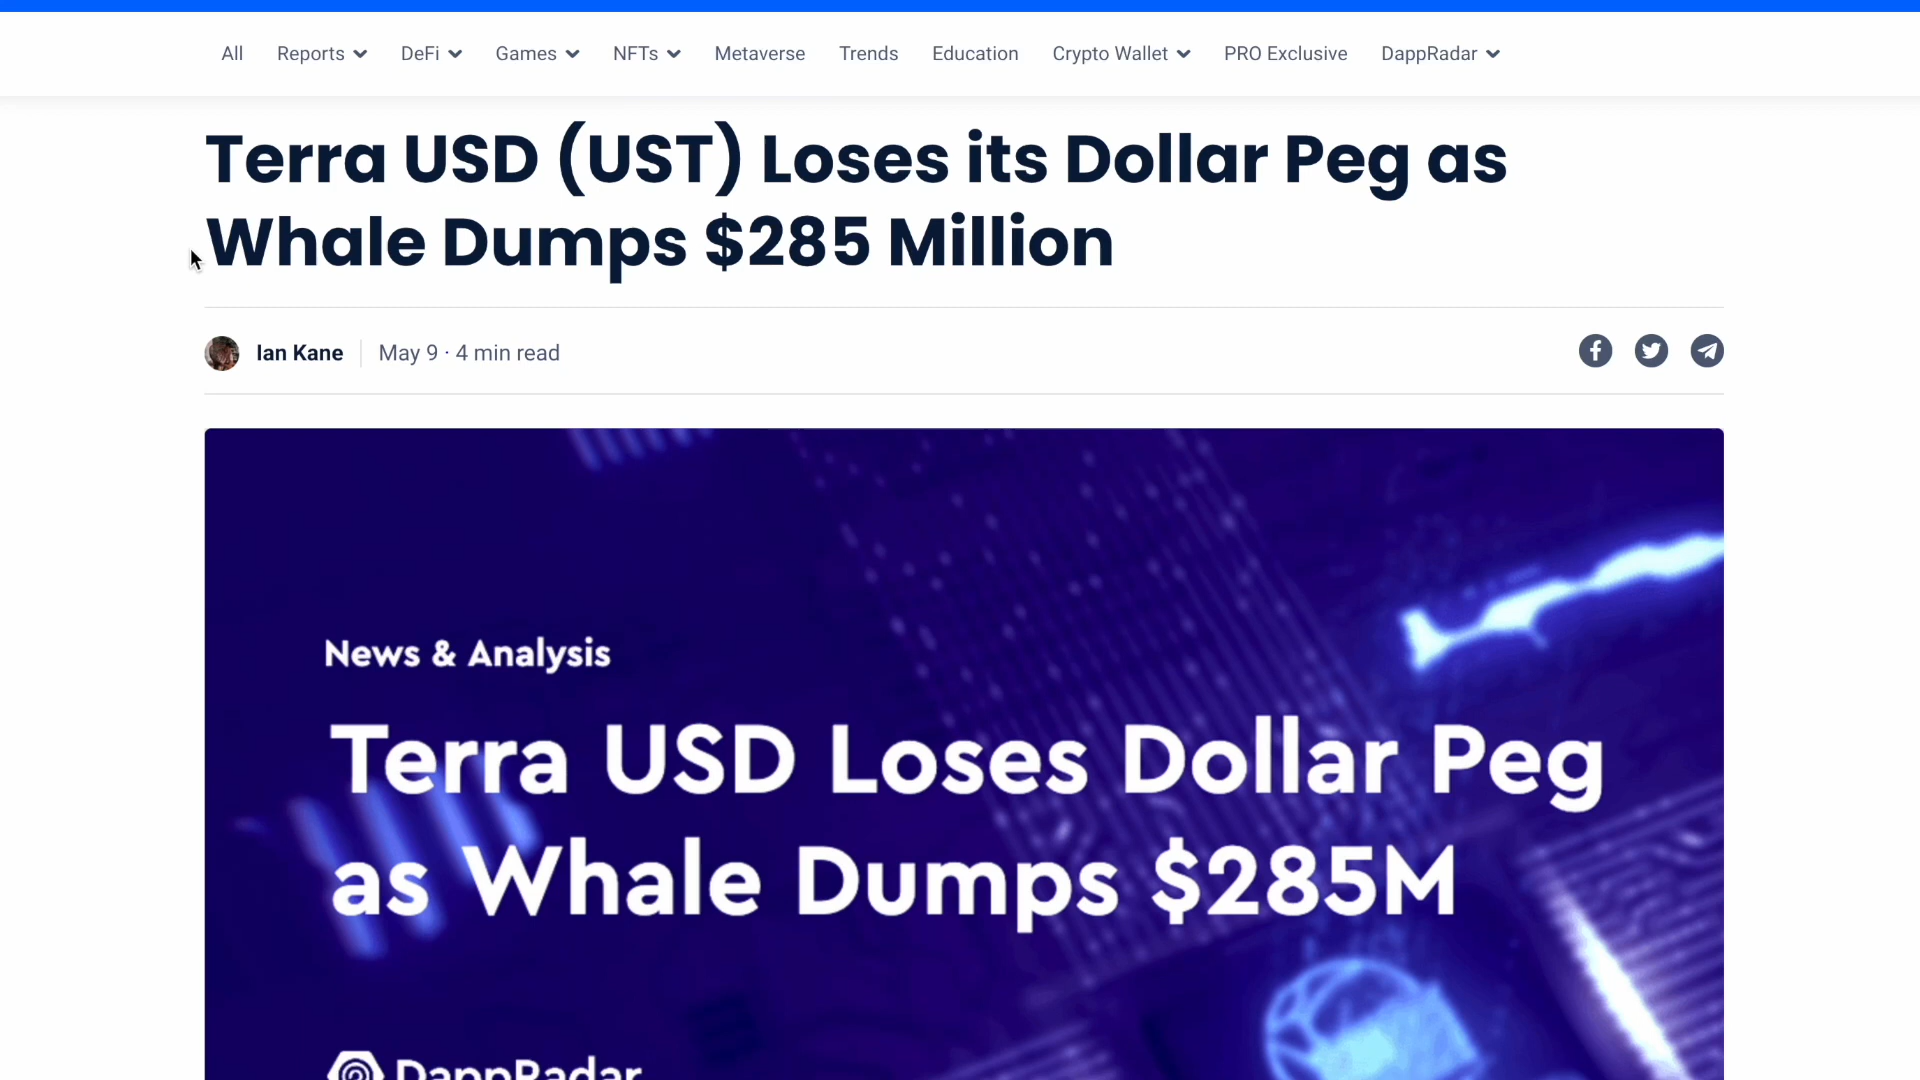 All Reports DeFi Games NFTs Metaverse Trends Education Crypto Wallet PRO Exclusive DappRadar
Terra USD (UST) Loses its Dollar Peg as
Whale Dumps $285 Million
Ian Kane May 9 · 4 min read
News & Analysis
Terra USD Loses Dollar Peg
as Whale Dumps $285M
DappRadar